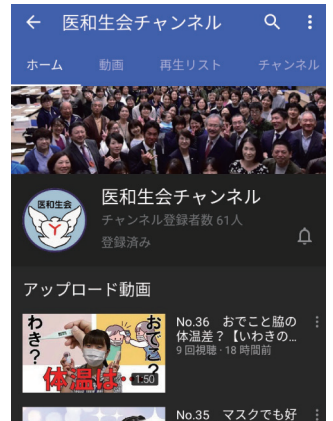 医和生会チャンネル
ホーム 動画 再生リスト チャンネル
医和生会
医和生会チャンネル
チャンネル登録者数 61人
登録済み
アップロード動画
わき?
おでこ?
体温は・・
1:50
No.36 おでこと脇の
体温差?【いわきの...
9 回視聴・18 時間前
No.35 マスクでも好